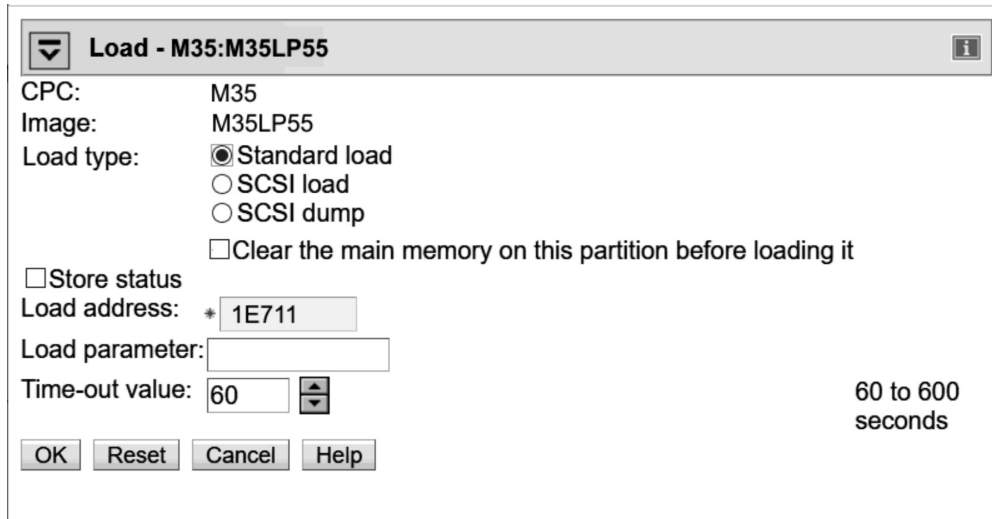 Load - M35:M35LP55
CPC: M35
Image: M35LP55
Load type: Standard load
SCSI load
SCSI dump
Clear the main memory on this partition before loading it
Store status
Load address: * 1E711
Load parameter:
Time-out value: 60 60 to 600
seconds
OK Reset Cancel Help